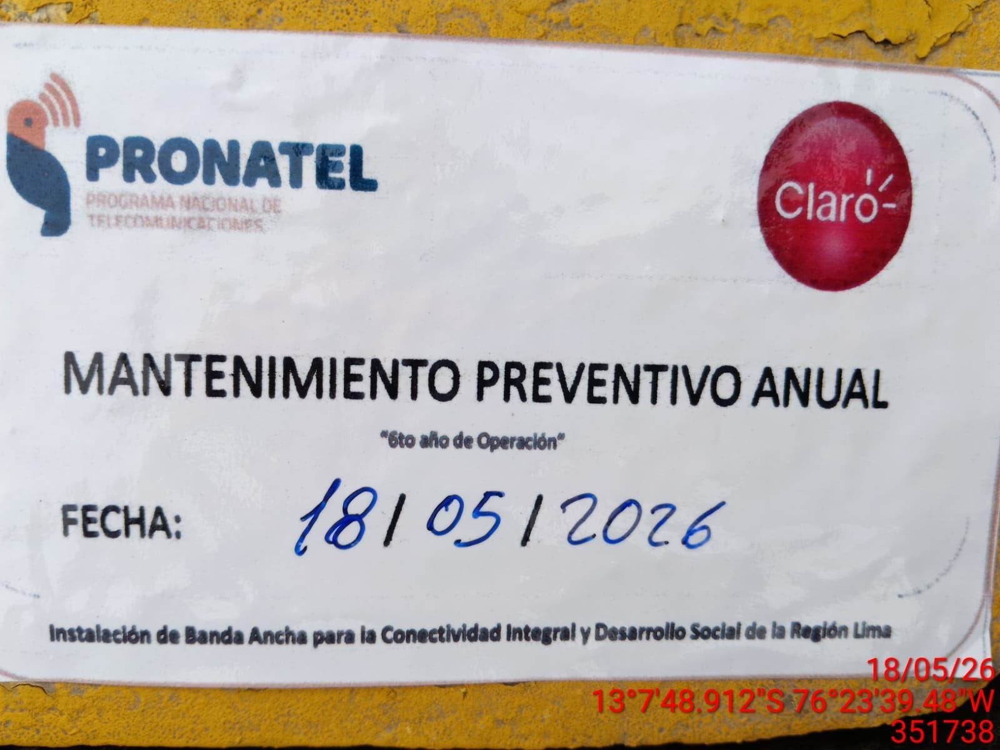 PRONATEL
PROGRAMA NACIONAL DE
TELECOMUNICACIONES
Claro
MANTENIMIENTO PREVENTIVO ANUAL
"6to año de Operación"
FECHA: 18/05/2026
Instalación de Banda Ancha para la Conectividad Integral y Desarrollo Social de la Región Lima
18/05/26
13°7'48.912"S 76°23'39.48"W
351738